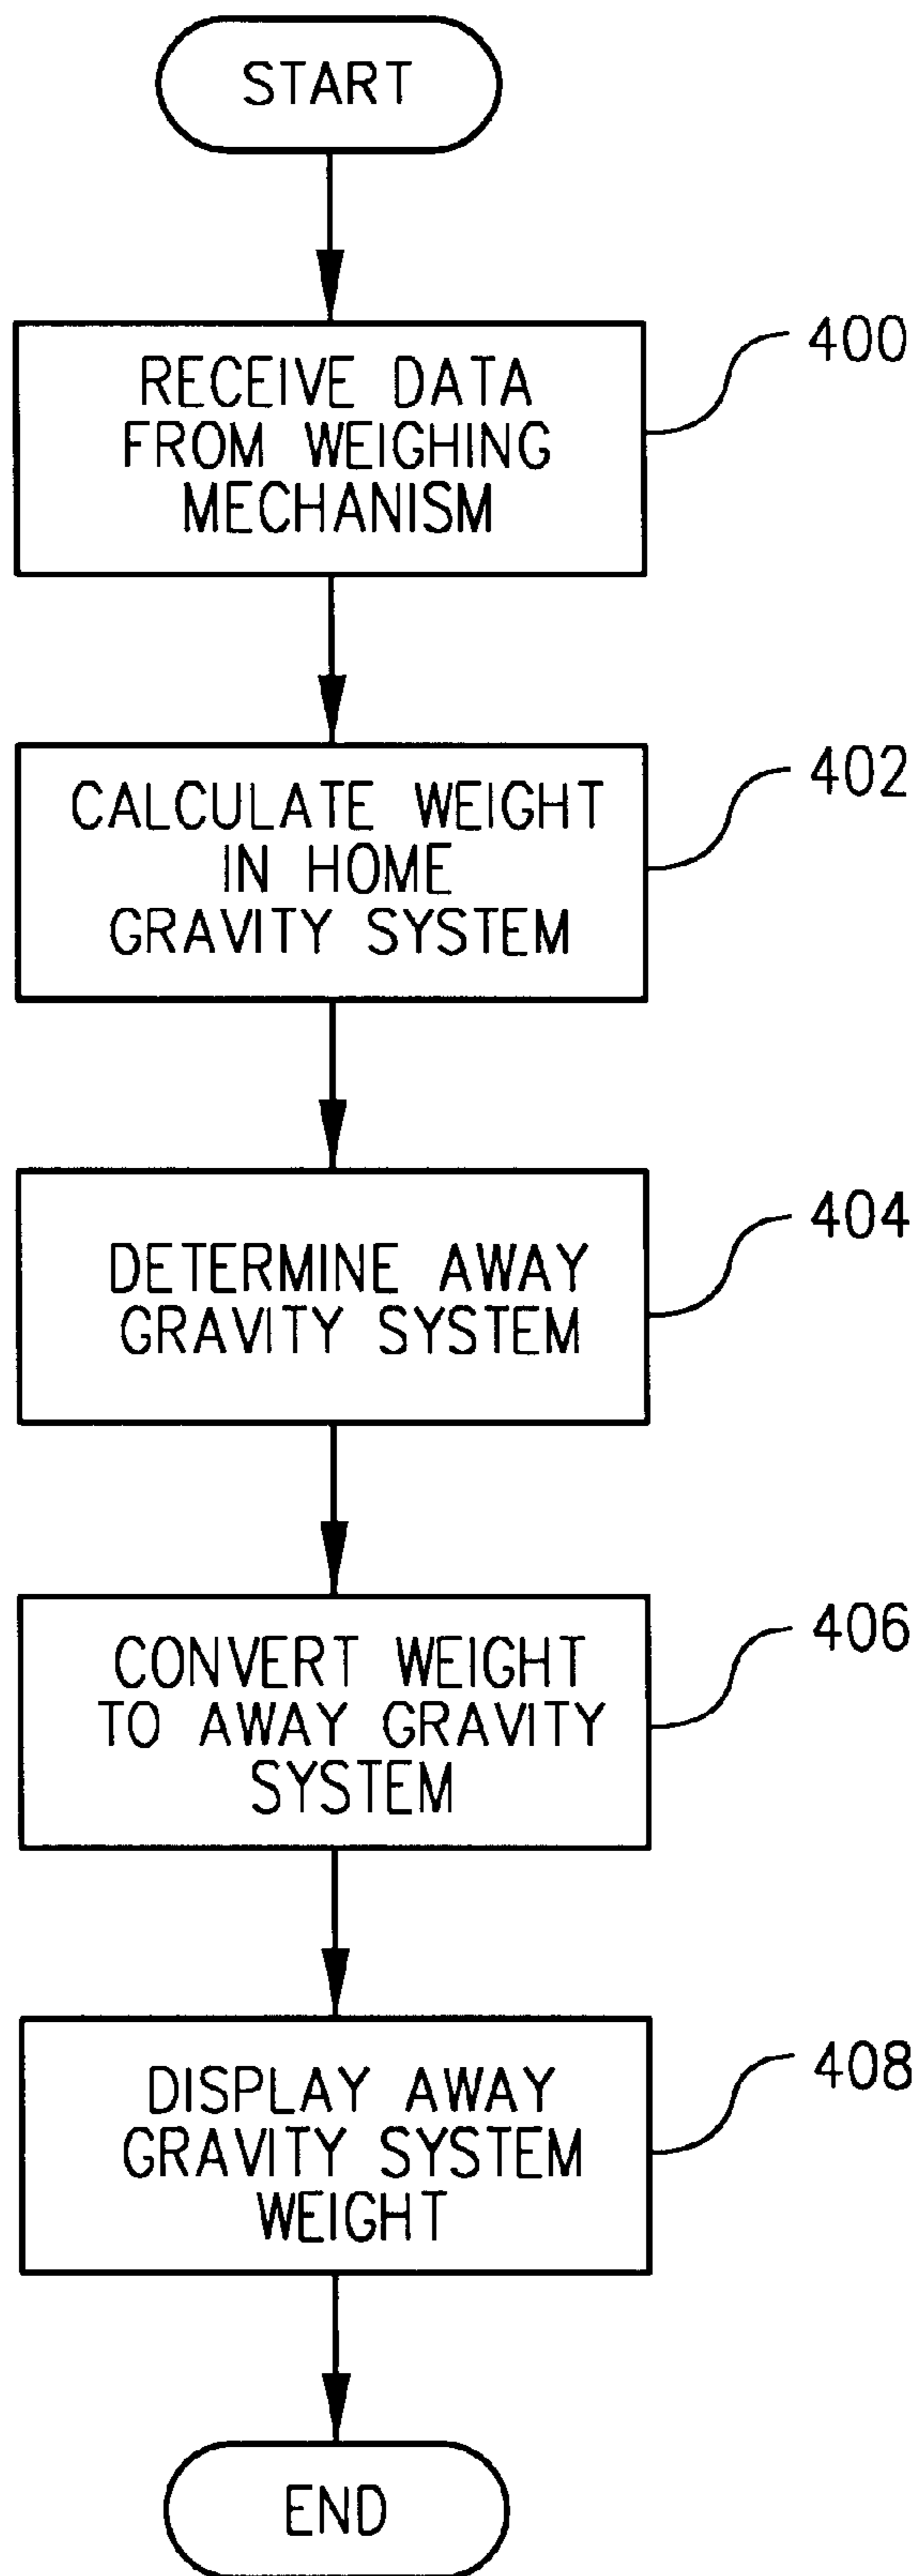 START
RECEIVE DATA
FROM WEIGHING
MECHANISM
400
CALCULATE WEIGHT
IN HOME
GRAVITY SYSTEM
402
DETERMINE AWAY
GRAVITY SYSTEM
404
CONVERT WEIGHT
TO AWAY GRAVITY
SYSTEM
406
DISPLAY AWAY
GRAVITY SYSTEM
WEIGHT
408
END